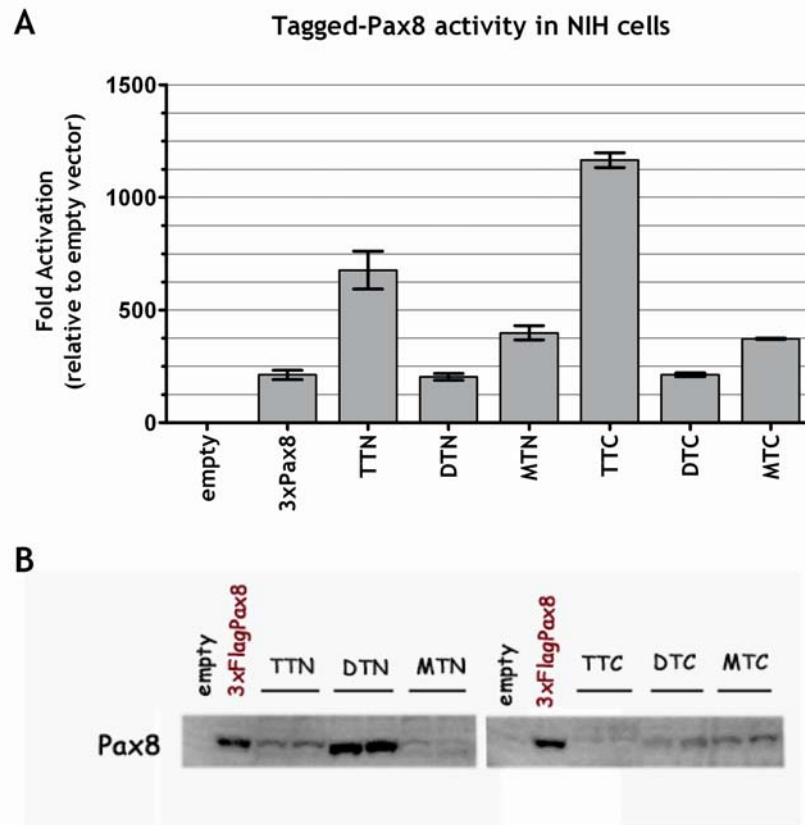 A
Tagged-Pax8 activity in NIH cells
Fold Activation
(relative to empty vector)
1500
1000
500
0
empty
3xPax8
TTN
DTN
MTN
TTC
DTC
MTC
B
empty
3xFlagPax8
TTN
DTN
MTN
empty
3xFlagPax8
TTC
DTC
MTC
Pax8